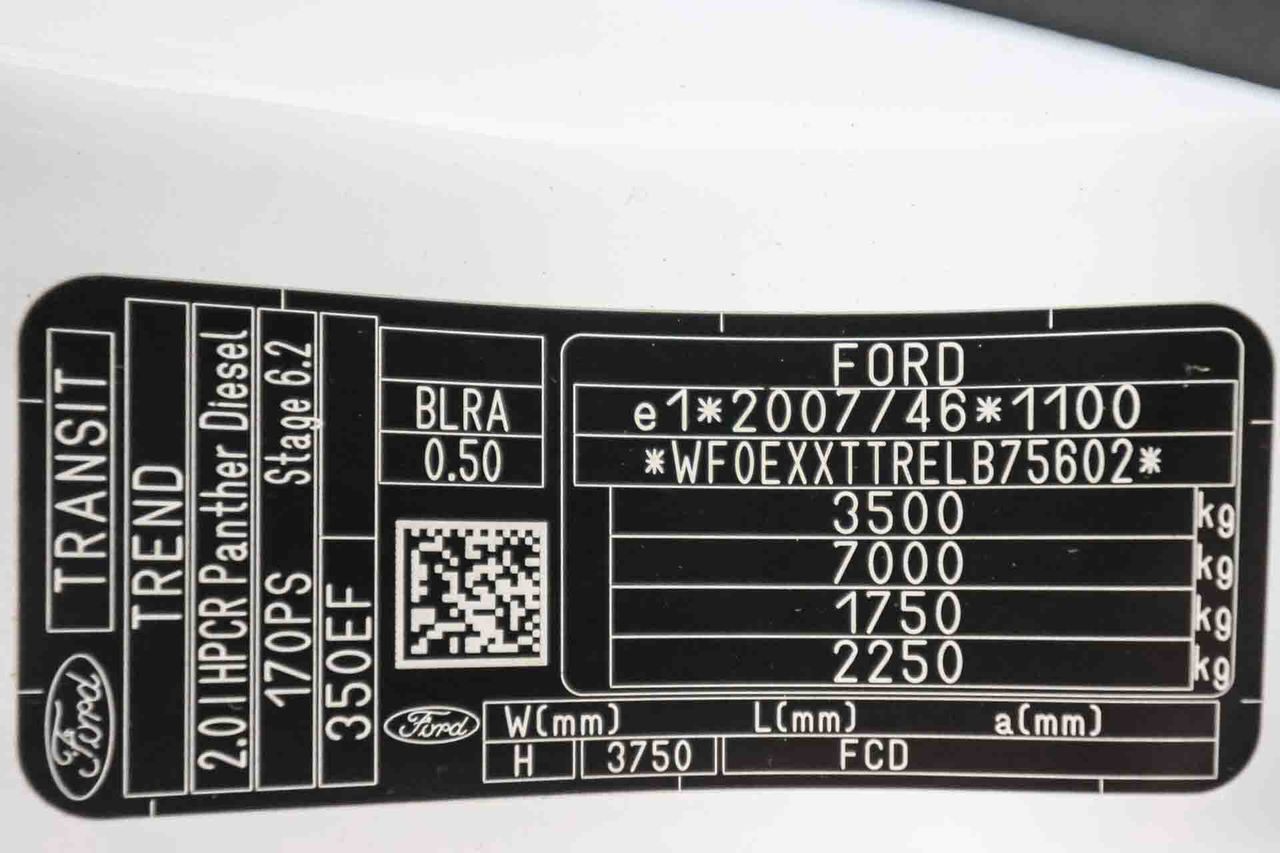 TRANSIT
Ford
TREND
2.0 l HPCR Panther Diesel
170PS Stage 6.2
350EF
BLRA
0.50
Ford
FORD
e1*2007/46*1100
*WF0EXXTTRELB75602*
3500 kg
7000 kg
1750 kg
2250 kg
W(mm) L(mm) a(mm)
H 3750 FCD